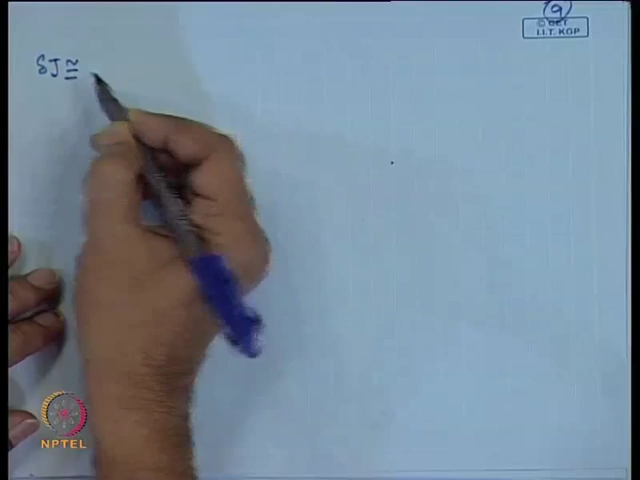 9
© CET
I.I.T. KGP
δJ ≅
NPTEL